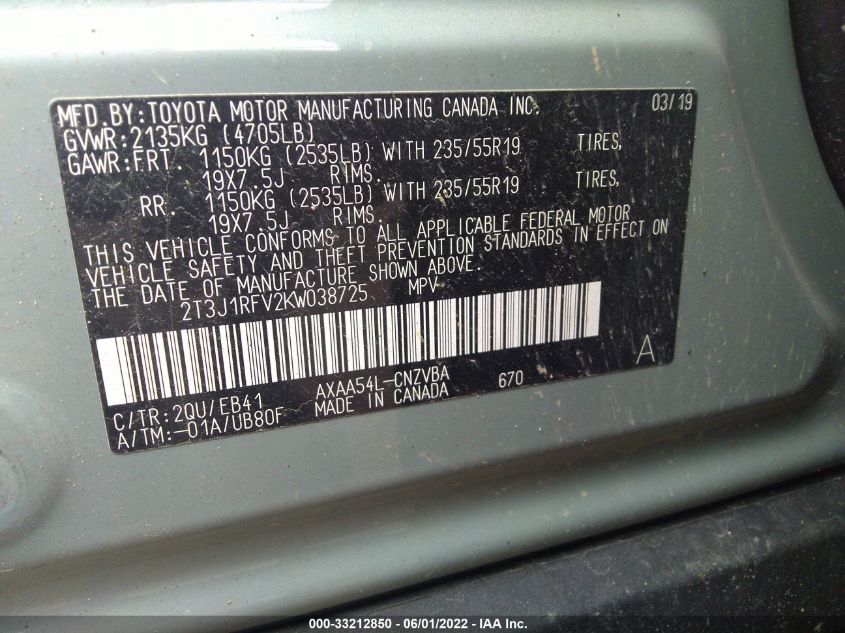 MFD.BY:TOYOTA MOTOR MANUFACTURING CANADA INC. 03/19
GVWR:2135KG (4705LB)
GAWR:FRT. 1150KG (2535LB) WITH 235/55R19 TIRES,
19X7.5J RIMS.
RR. 1150KG (2535LB) WITH 235/55R19 TIRES,
19X7.5J RIMS.
THIS VEHICLE CONFORMS TO ALL APPLICABLE FEDERAL MOTOR
VEHICLE SAFETY AND THEFT PREVENTION STANDARDS IN EFFECT ON
THE DATE OF MANUFACTURE SHOWN ABOVE.
2T3J1RFV2KW038725 MPV
A
C/TR:2QU/EB41 AXAA54L-CNZVBA 670
A/TM:-01A/UB80F MADE IN CANADA
000-33212850 - 06/01/2022 - IAA Inc.